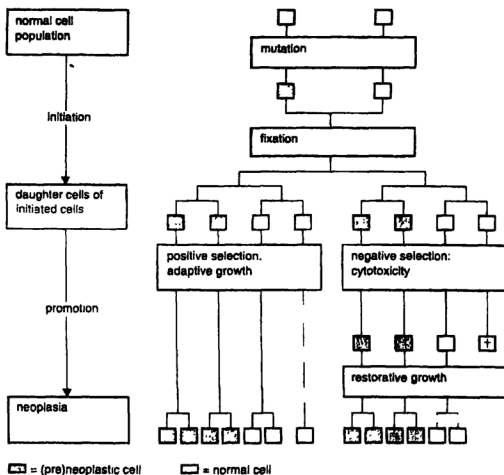 normal cell
population
mutation
initiation
fixation
daughter cells of
initiated cells
positive selection.
adaptive growth
negative selection:
cytotoxicity
promotion
restorative growth
neoplasia
= (pre)neoplastic cell
= normal cell